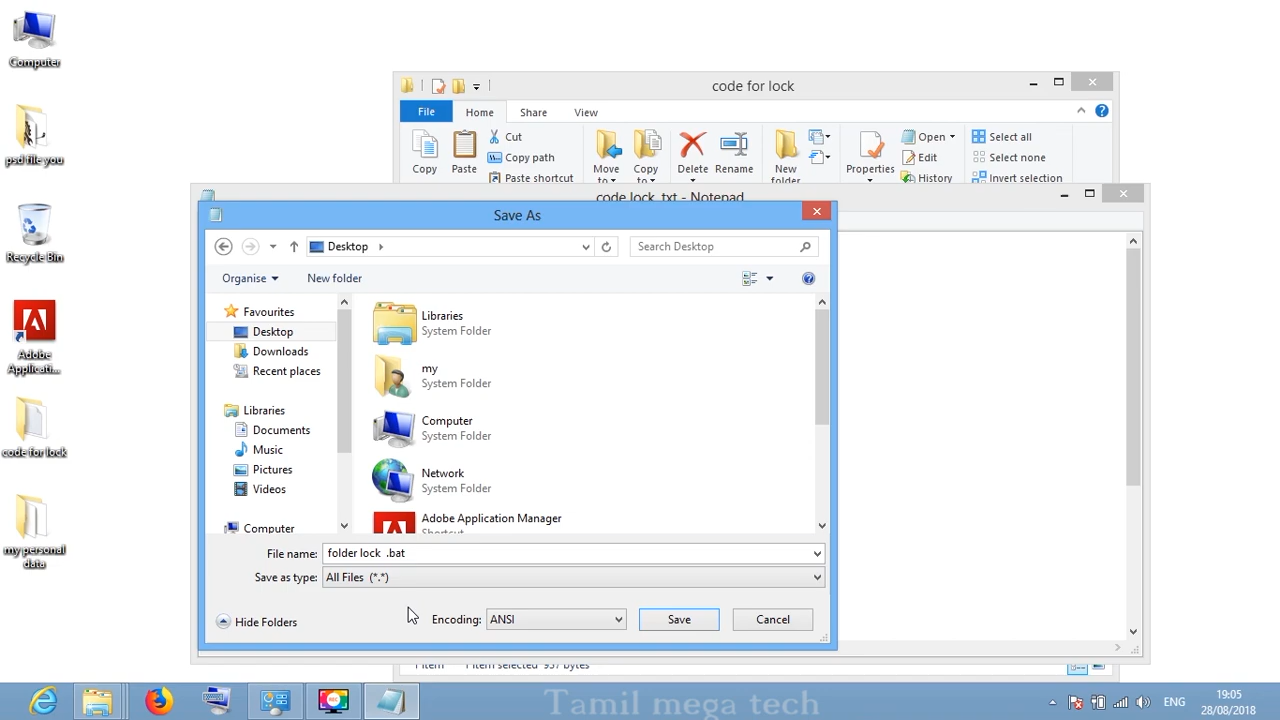 Computer
psd file you
Recycle Bin
Adobe
Applicati...
code for lock
my personal
data
code for lock
File
Home
Share
View
Copy
Paste
Cut
Copy path
Paste shortcut
Move
to
Copy
to
Delete
Rename
New
folder
Properties
Open
Edit
History
Select all
Select none
Invert selection
code lock .txt - Notepad
Save As
Desktop
Search Desktop
Organise
New folder
Favourites
Desktop
Downloads
Recent places
Libraries
Documents
Music
Pictures
Videos
Computer
Libraries
System Folder
my
System Folder
Computer
System Folder
Network
System Folder
Adobe Application Manager
Shortcut
File name: folder lock .bat
Save as type: All Files (*.*)
Hide Folders
Encoding: ANSI
Save
Cancel
1 item 1 item selected 937 bytes
Tamil mega tech
REC
ENG
19:05
28/08/2018